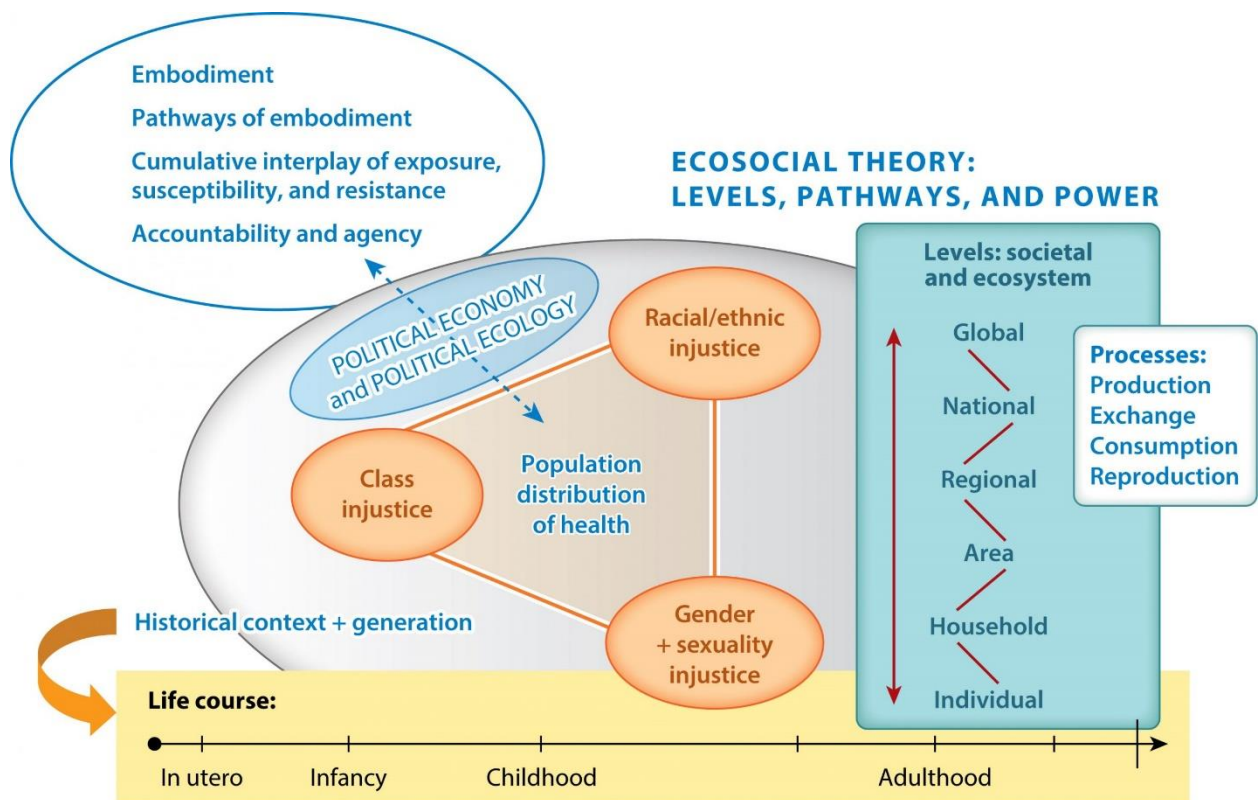 Embodiment
Pathways of embodiment
Cumulative interplay of exposure,
susceptibility, and resistance
Accountability and agency
ECOSOCIAL THEORY:
LEVELS, PATHWAYS, AND POWER
POLITICAL ECONOMY
and POLITICAL ECOLOGY
Racial/ethnic
injustice
Class
injustice
Population
distribution
of health
Gender
+ sexuality
injustice
Levels: societal
and ecosystem
Global
National
Regional
Area
Household
Individual
Processes:
Production
Exchange
Consumption
Reproduction
Historical context + generation
Life course:
In utero
Infancy
Childhood
Adulthood